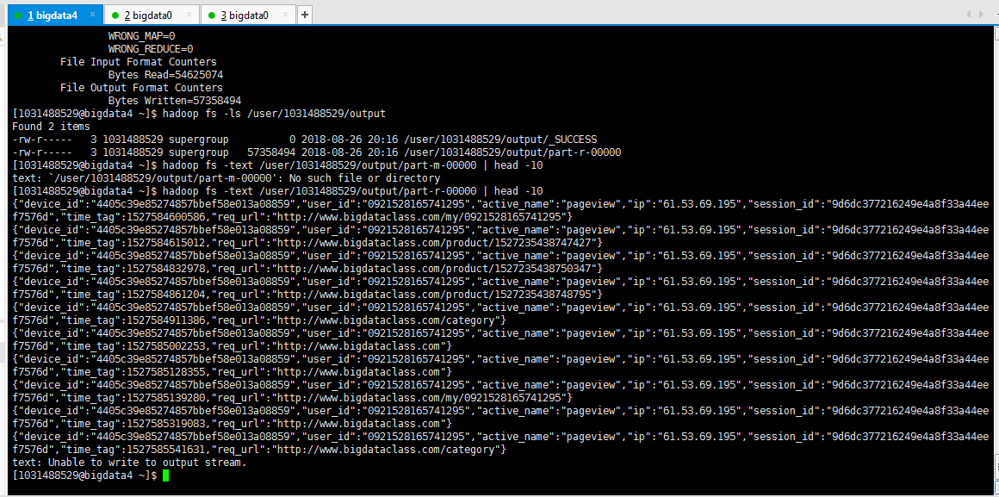 1 bigdata4 × 2 bigdata0 × 3 bigdata0 × +
WRONG_MAP=0
WRONG_REDUCE=0
File Input Format Counters
Bytes Read=54625074
File Output Format Counters
Bytes Written=57358494
[1031488529@bigdata4 ~]$ hadoop fs -ls /user/1031488529/output
Found 2 items
-rw-r-----   3 1031488529 supergroup          0 2018-08-26 20:16 /user/1031488529/output/_SUCCESS
-rw-r-----   3 1031488529 supergroup   57358494 2018-08-26 20:16 /user/1031488529/output/part-r-00000
[1031488529@bigdata4 ~]$ hadoop fs -text /user/1031488529/output/part-m-00000 | head -10
text: `/user/1031488529/output/part-m-00000': No such file or directory
[1031488529@bigdata4 ~]$ hadoop fs -text /user/1031488529/output/part-r-00000 | head -10
{"device_id":"4405c39e85274857bbef58e013a08859","user_id":"0921528165741295","active_name":"pageview","ip":"61.53.69.195","session_id":"9d6dc377216249e4a8f33a44ee
f7576d","time_tag":1527584600586,"req_url":"http://www.bigdataclass.com/my/0921528165741295"}
{"device_id":"4405c39e85274857bbef58e013a08859","user_id":"0921528165741295","active_name":"pageview","ip":"61.53.69.195","session_id":"9d6dc377216249e4a8f33a44ee
f7576d","time_tag":1527584615012,"req_url":"http://www.bigdataclass.com/product/1527235438747427"}
{"device_id":"4405c39e85274857bbef58e013a08859","user_id":"0921528165741295","active_name":"pageview","ip":"61.53.69.195","session_id":"9d6dc377216249e4a8f33a44ee
f7576d","time_tag":1527584832978,"req_url":"http://www.bigdataclass.com/product/1527235438750347"}
{"device_id":"4405c39e85274857bbef58e013a08859","user_id":"0921528165741295","active_name":"pageview","ip":"61.53.69.195","session_id":"9d6dc377216249e4a8f33a44ee
f7576d","time_tag":1527584861204,"req_url":"http://www.bigdataclass.com/product/1527235438748795"}
{"device_id":"4405c39e85274857bbef58e013a08859","user_id":"0921528165741295","active_name":"pageview","ip":"61.53.69.195","session_id":"9d6dc377216249e4a8f33a44ee
f7576d","time_tag":1527584911386,"req_url":"http://www.bigdataclass.com/category"}
{"device_id":"4405c39e85274857bbef58e013a08859","user_id":"0921528165741295","active_name":"pageview","ip":"61.53.69.195","session_id":"9d6dc377216249e4a8f33a44ee
f7576d","time_tag":1527585002253,"req_url":"http://www.bigdataclass.com"}
{"device_id":"4405c39e85274857bbef58e013a08859","user_id":"0921528165741295","active_name":"pageview","ip":"61.53.69.195","session_id":"9d6dc377216249e4a8f33a44ee
f7576d","time_tag":1527585128355,"req_url":"http://www.bigdataclass.com"}
{"device_id":"4405c39e85274857bbef58e013a08859","user_id":"0921528165741295","active_name":"pageview","ip":"61.53.69.195","session_id":"9d6dc377216249e4a8f33a44ee
f7576d","time_tag":1527585139280,"req_url":"http://www.bigdataclass.com/my/0921528165741295"}
{"device_id":"4405c39e85274857bbef58e013a08859","user_id":"0921528165741295","active_name":"pageview","ip":"61.53.69.195","session_id":"9d6dc377216249e4a8f33a44ee
f7576d","time_tag":1527585319083,"req_url":"http://www.bigdataclass.com"}
{"device_id":"4405c39e85274857bbef58e013a08859","user_id":"0921528165741295","active_name":"pageview","ip":"61.53.69.195","session_id":"9d6dc377216249e4a8f33a44ee
f7576d","time_tag":1527585541631,"req_url":"http://www.bigdataclass.com/category"}
text: Unable to write to output stream.
[1031488529@bigdata4 ~]$